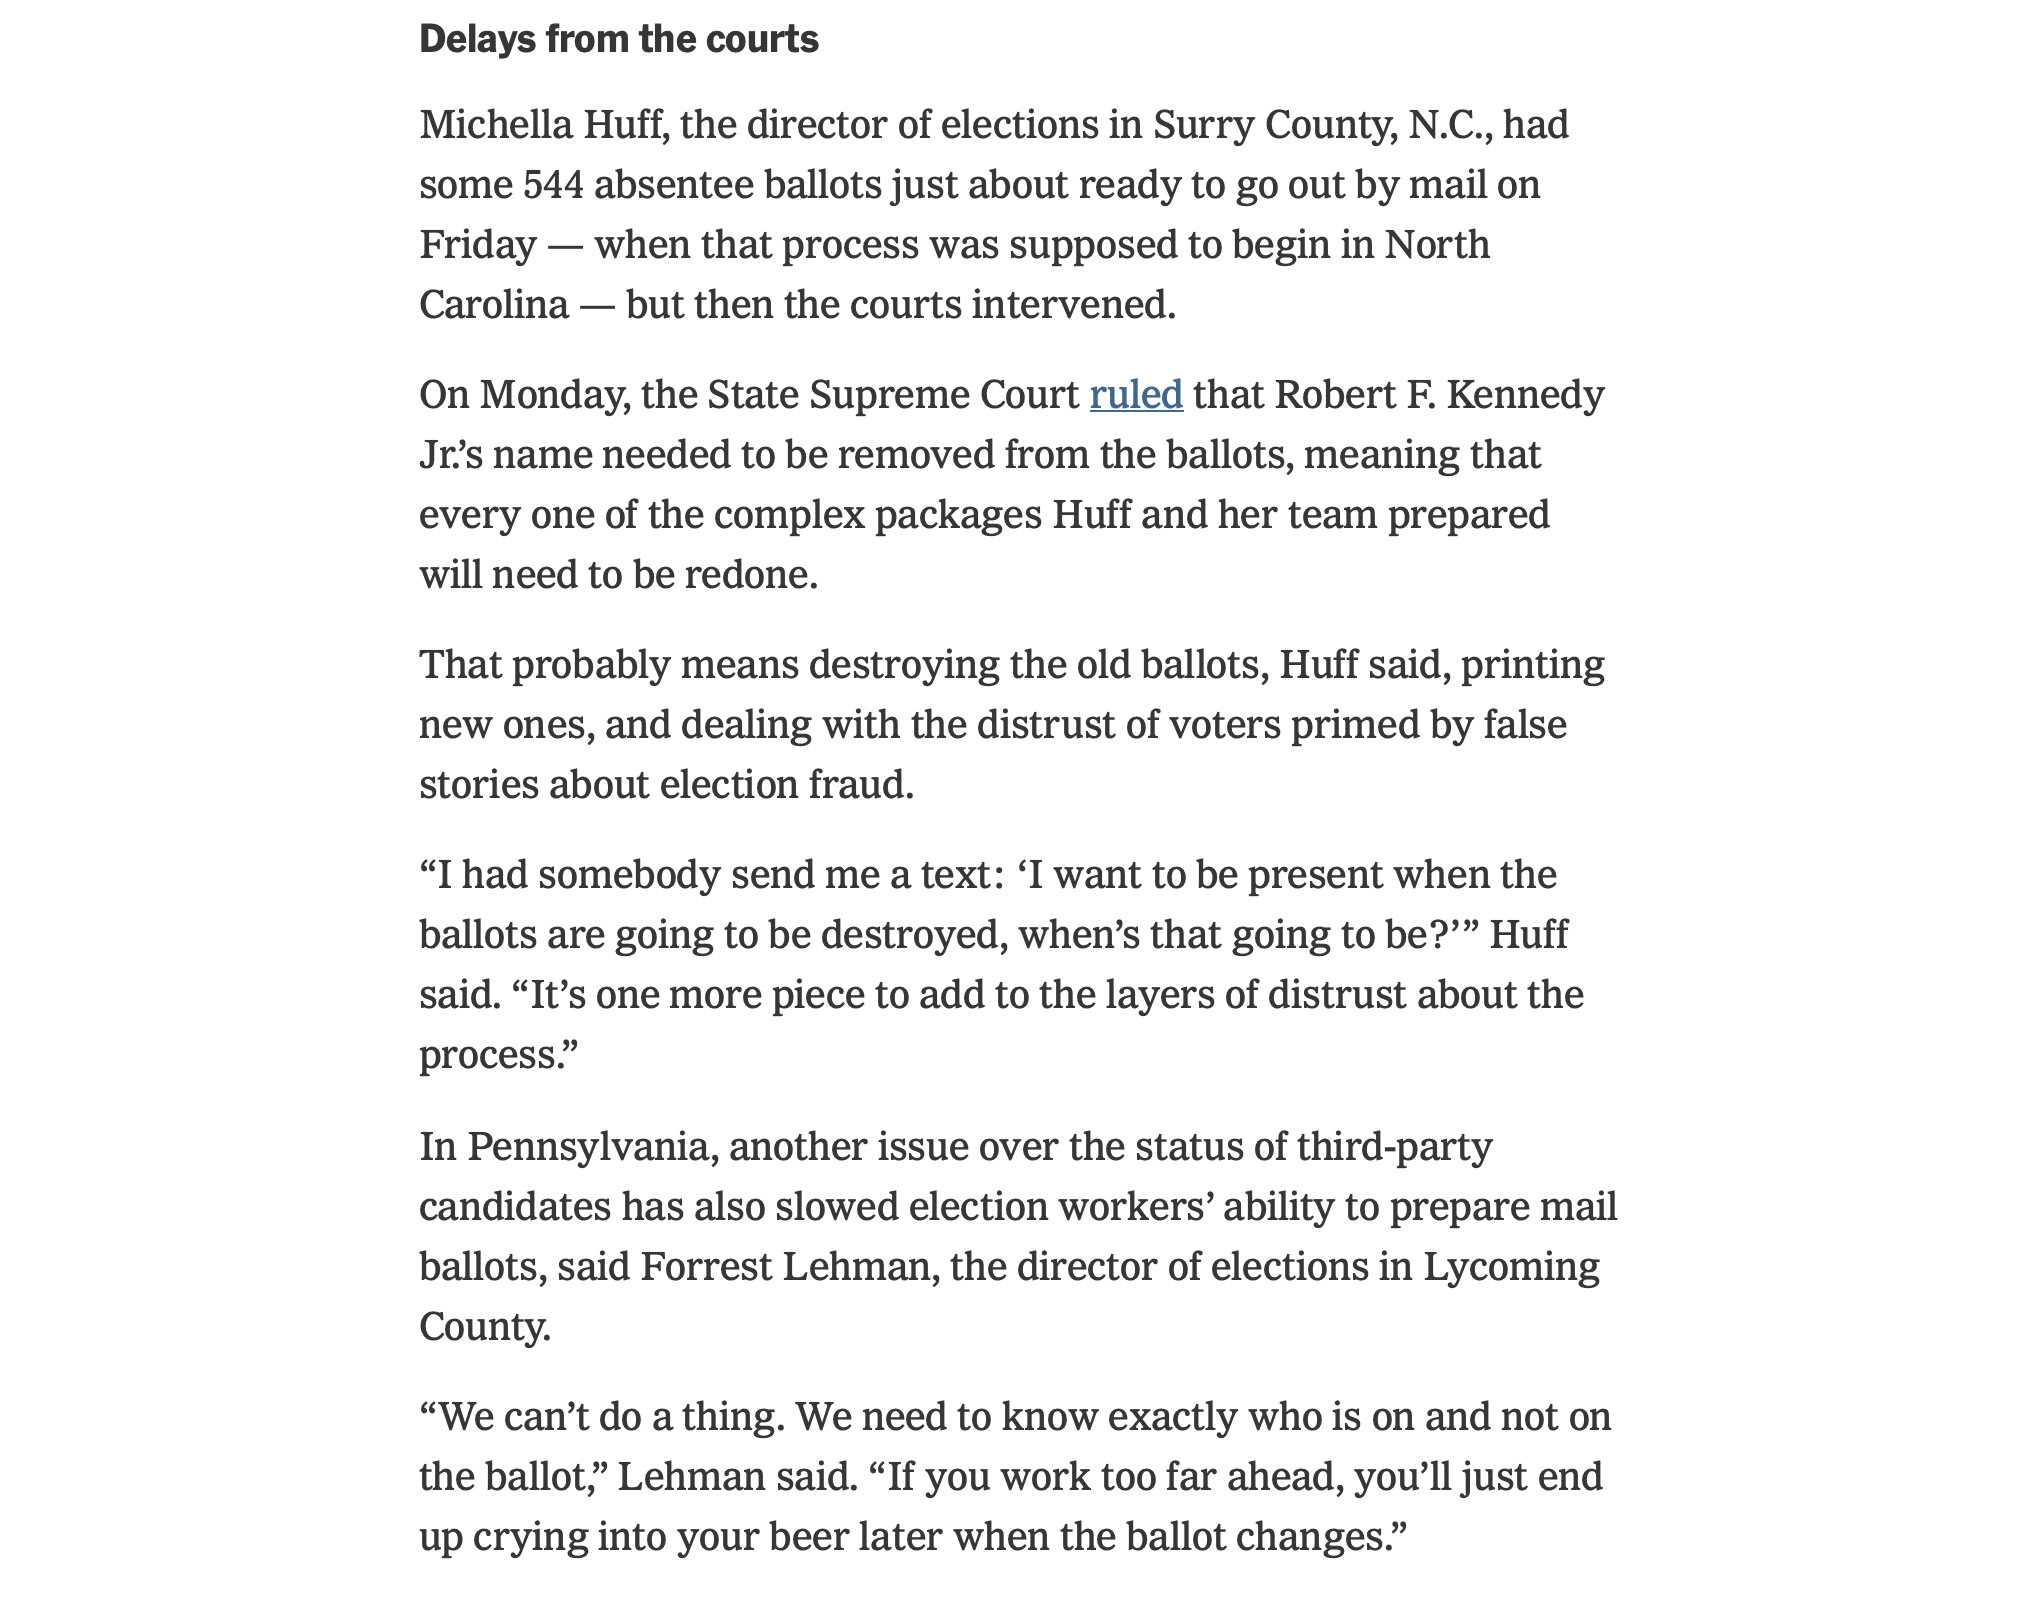 Delays from the courts
Michella Huff, the director of elections in Surry County, N.C., had
some 544 absentee ballots just about ready to go out by mail on
Friday — when that process was supposed to begin in North
Carolina — but then the courts intervened.
On Monday, the State Supreme Court ruled that Robert F. Kennedy
Jr.’s name needed to be removed from the ballots, meaning that
every one of the complex packages Huff and her team prepared
will need to be redone.
That probably means destroying the old ballots, Huff said, printing
new ones, and dealing with the distrust of voters primed by false
stories about election fraud.
“I had somebody send me a text: ‘I want to be present when the
ballots are going to be destroyed, when’s that going to be?’” Huff
said. “It’s one more piece to add to the layers of distrust about the
process.”
In Pennsylvania, another issue over the status of third-party
candidates has also slowed election workers’ ability to prepare mail
ballots, said Forrest Lehman, the director of elections in Lycoming
County.
“We can’t do a thing. We need to know exactly who is on and not on
the ballot,” Lehman said. “If you work too far ahead, you’ll just end
up crying into your beer later when the ballot changes.”